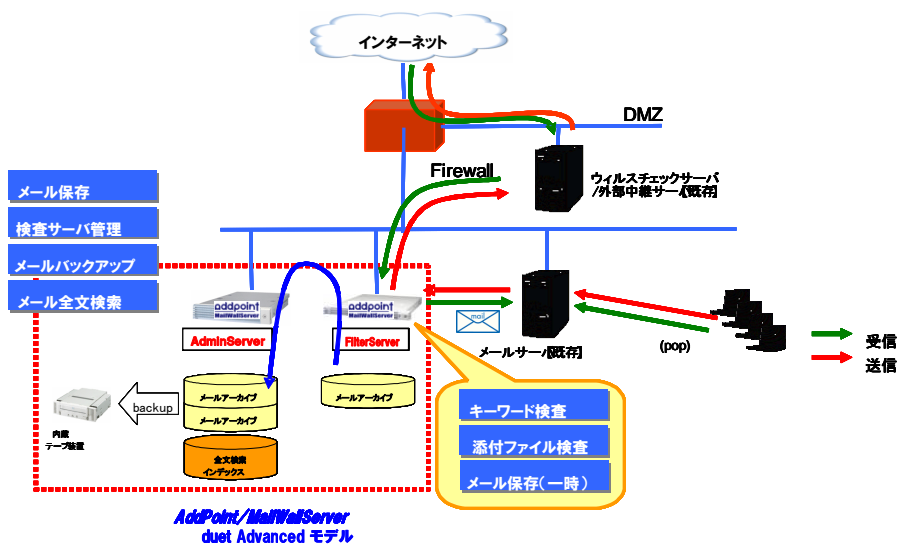 インターネット
DMZ
Firewall
ウィルスチェックサーバ
/外部中継サーバ[既存]
メール保存
検査サーバ管理
メールバックアップ
メール全文検索
addpoint
MailWallServer
addpoint
MailWallServer
AdminServer
FilterServer
mail
メールサーバ[既存]
(pop)
受信
送信
メールアーカイブ
メールアーカイブ
メールアーカイブ
backup
内蔵
テープ装置
全文検索
インデックス
キーワード検査
添付ファイル検査
メール保存(一時)
AddPoint/MailWallServer
duet Advanced モデル